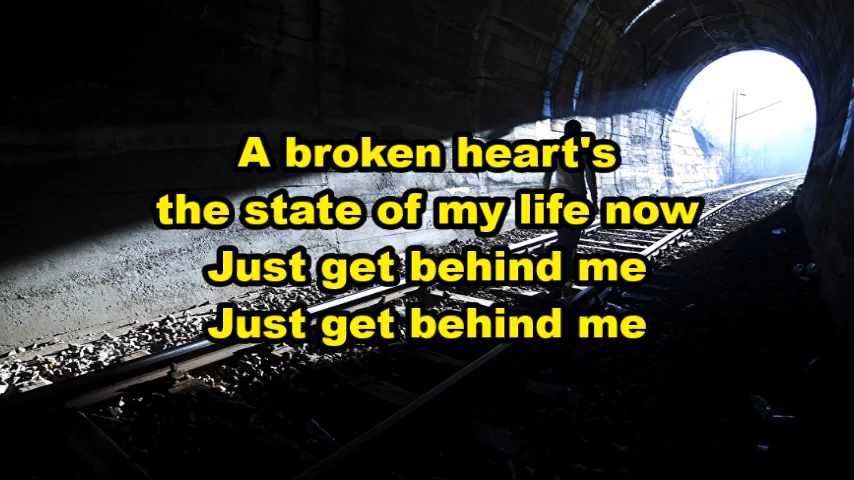 A broken heart's
the state of my life now
Just get behind me
Just get behind me